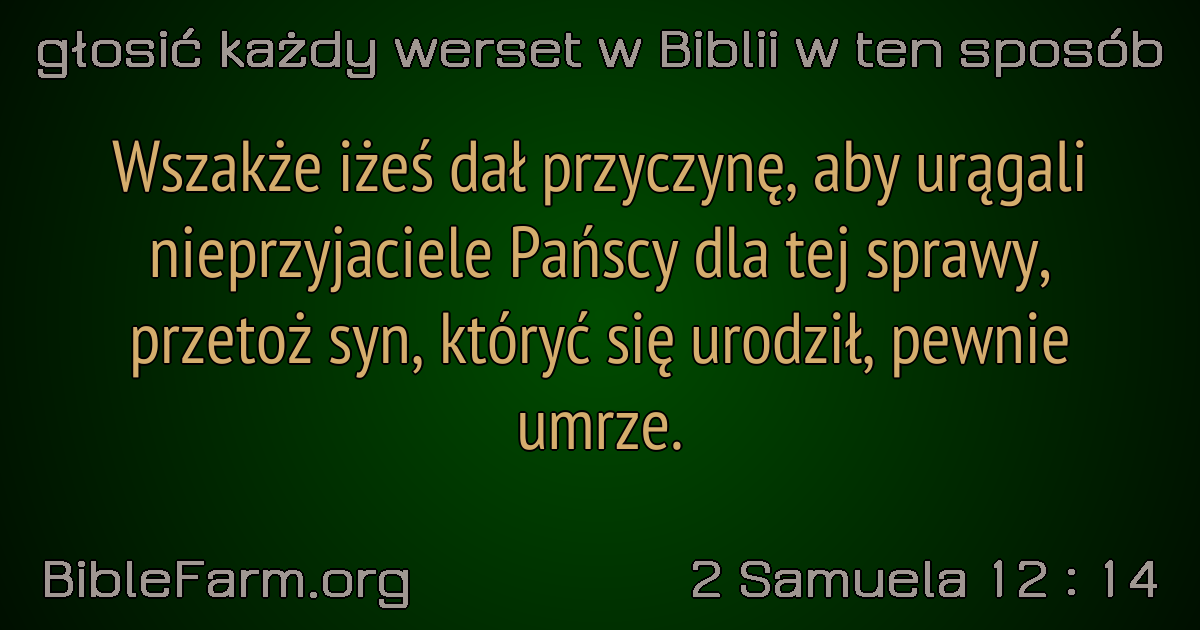 głosić każdy werset w Biblii w ten sposób
Wszakże iżeś dał przyczynę, aby urągali
nieprzyjaciele Pańscy dla tej sprawy,
przetoż syn, któryć się urodził, pewnie
umrze.
BibleFarm.org
2 Samuela 12 : 14